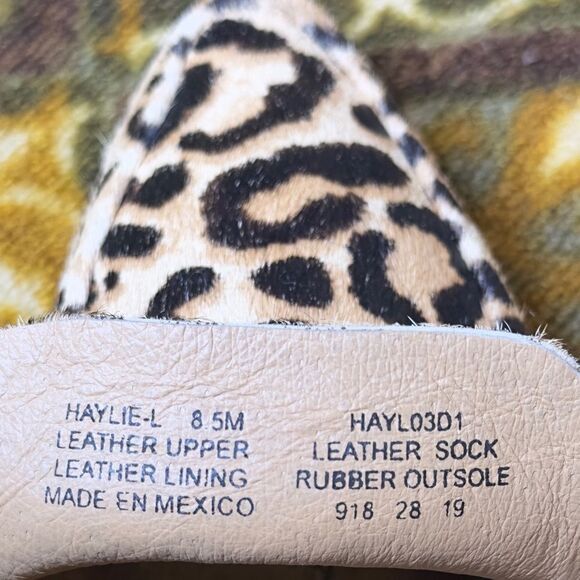 HAYLIE-L 8.5M
LEATHER UPPER
LEATHER LINING
MADE EN MEXICO
HAYL03D1
LEATHER SOCK
RUBBER OUTSOLE
918 28 19